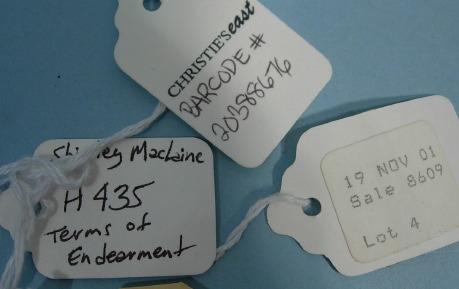 CHRISTIE'S east
BARCODE #
20388676
Shirley Maclaine
H 435
Terms of
Endearment
19 NOV 01
Sale 8609
Lot 4